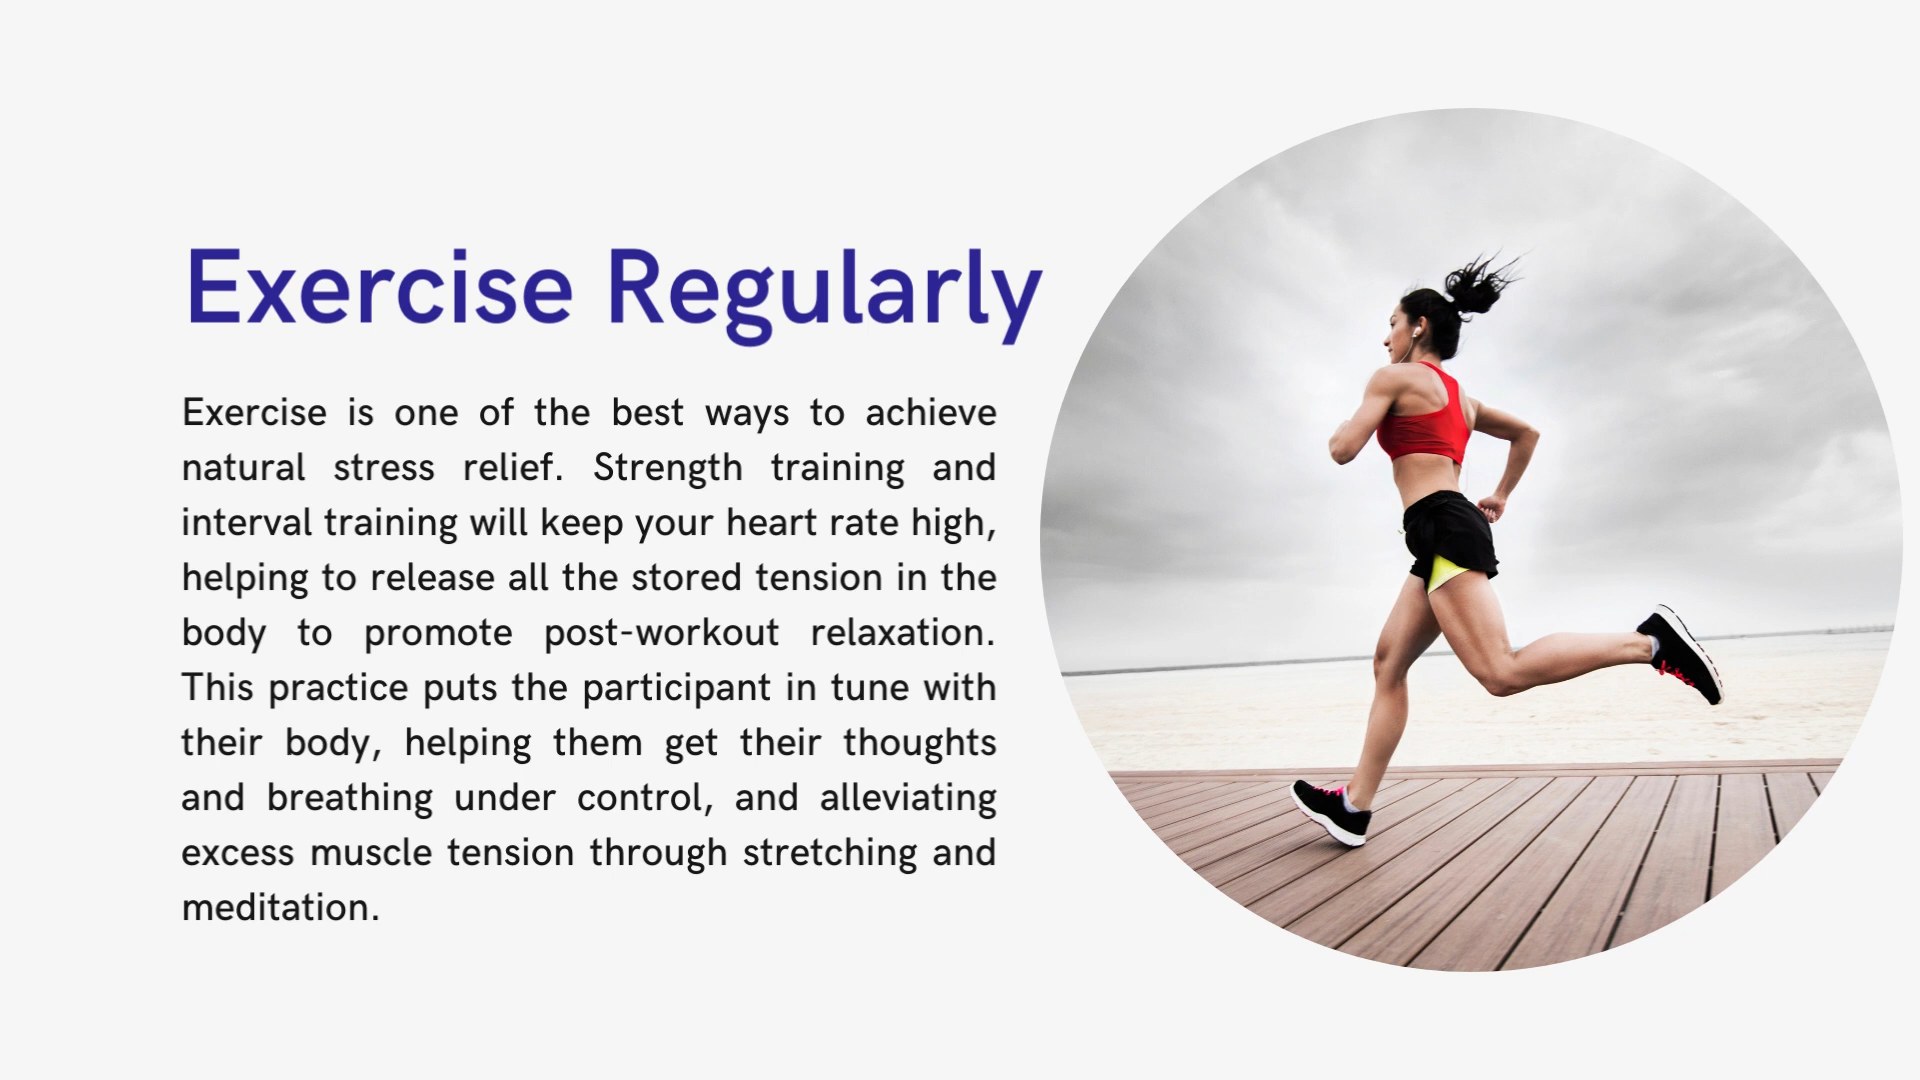 Exercise Regularly
Exercise is one of the best ways to achieve
natural stress relief. Strength training and
interval training will keep your heart rate high,
helping to release all the stored tension in the
body to promote post-workout relaxation.
This practice puts the participant in tune with
their body, helping them get their thoughts
and breathing under control, and alleviating
excess muscle tension through stretching and
meditation.